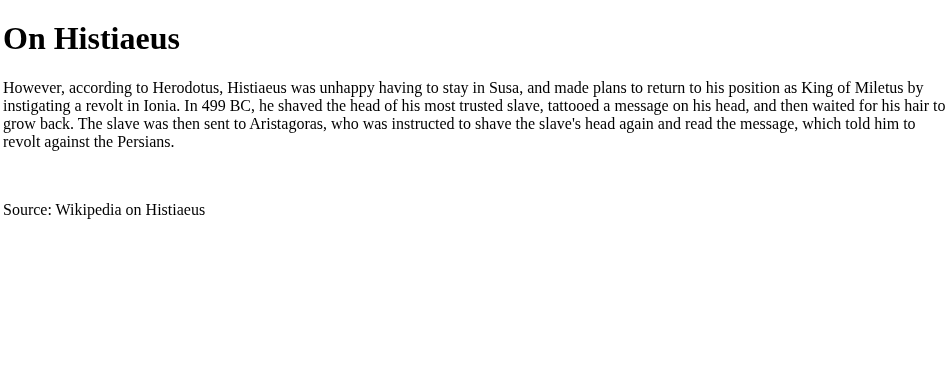 On Histiaeus
However, according to Herodotus, Histiaeus was unhappy having to stay in Susa, and made plans to return to his position as King of Miletus by
instigating a revolt in Ionia. In 499 BC, he shaved the head of his most trusted slave, tattooed a message on his head, and then waited for his hair to
grow back. The slave was then sent to Aristagoras, who was instructed to shave the slave's head again and read the message, which told him to
revolt against the Persians.
Source: Wikipedia on Histiaeus